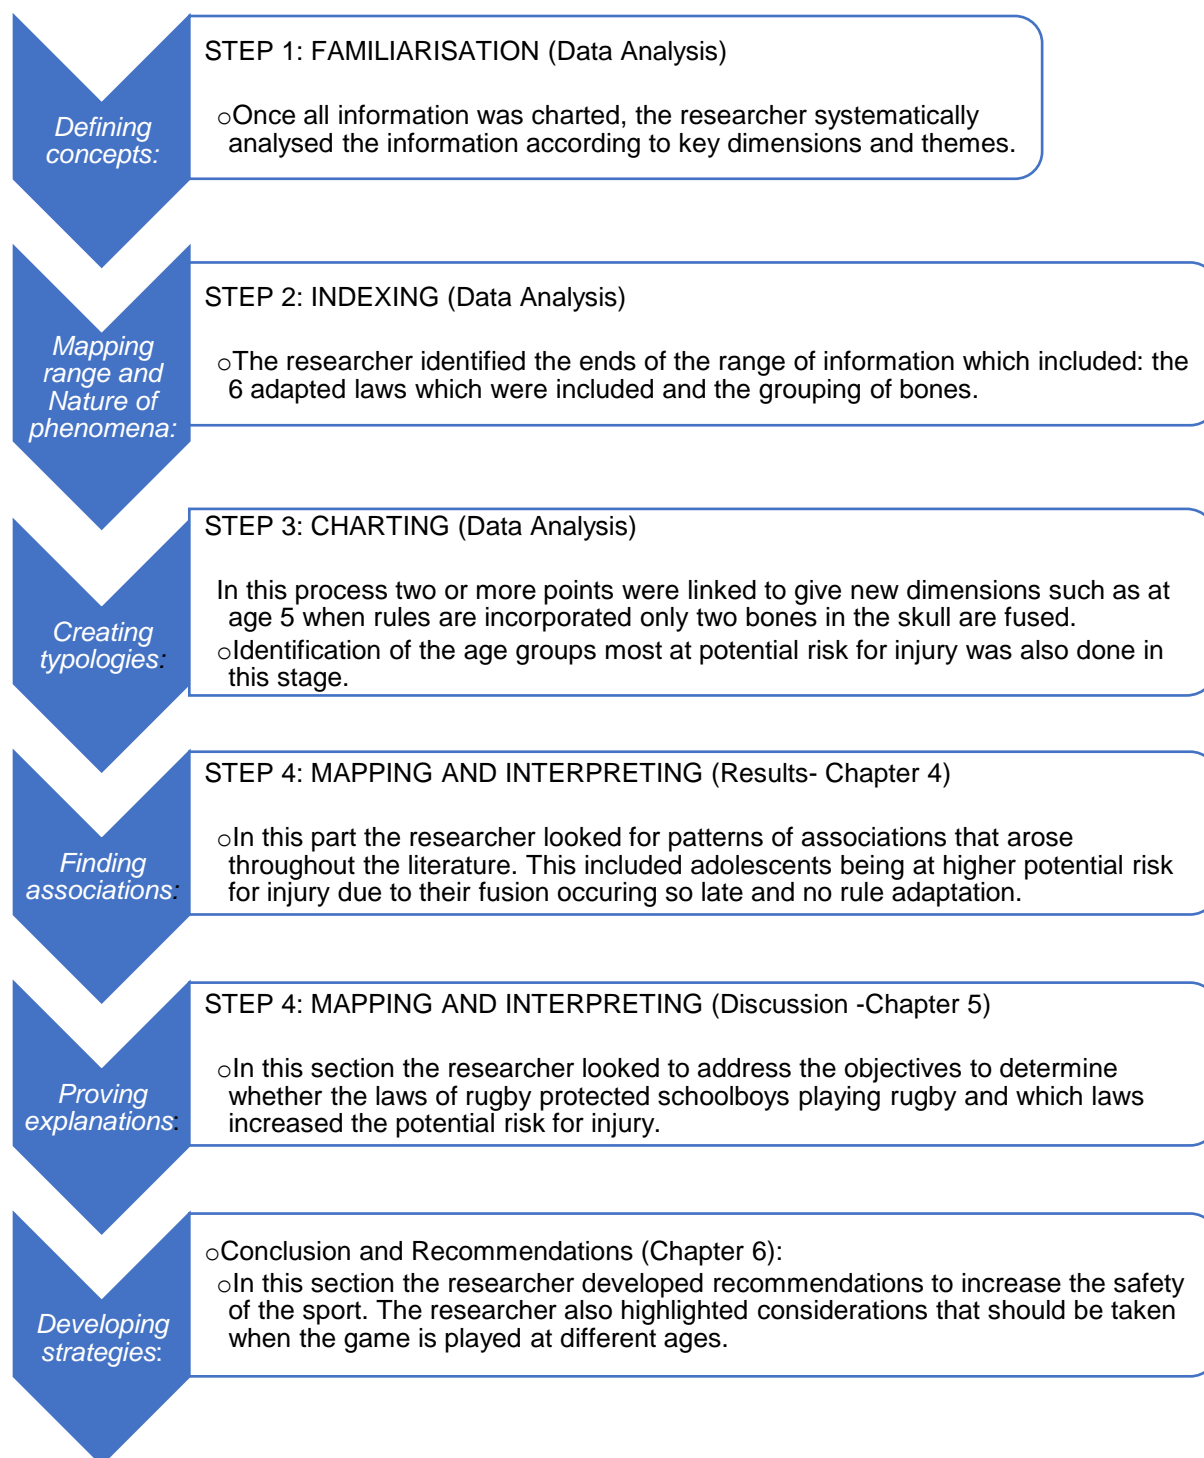 Defining
concepts:
STEP 1: FAMILIARISATION (Data Analysis)
oOnce all information was charted, the researcher systematically
analysed the information according to key dimensions and themes.
Mapping
range and
Nature of
phenomena:
STEP 2: INDEXING (Data Analysis)
oThe researcher identified the ends of the range of information which included: the
6 adapted laws which were included and the grouping of bones.
Creating
typologies:
STEP 3: CHARTING (Data Analysis)
In this process two or more points were linked to give new dimensions such as at
age 5 when rules are incorporated only two bones in the skull are fused.
oIdentification of the age groups most at potential risk for injury was also done in
this stage.
Finding
associations:
STEP 4: MAPPING AND INTERPRETING (Results- Chapter 4)
oIn this part the researcher looked for patterns of associations that arose
throughout the literature. This included adolescents being at higher potential risk
for injury due to their fusion occuring so late and no rule adaptation.
Proving
explanations:
STEP 4: MAPPING AND INTERPRETING (Discussion -Chapter 5)
oIn this section the researcher looked to address the objectives to determine
whether the laws of rugby protected schoolboys playing rugby and which laws
increased the potential risk for injury.
Developing
strategies:
oConclusion and Recommendations (Chapter 6):
oIn this section the researcher developed recommendations to increase the safety
of the sport. The researcher also highlighted considerations that should be taken
when the game is played at different ages.